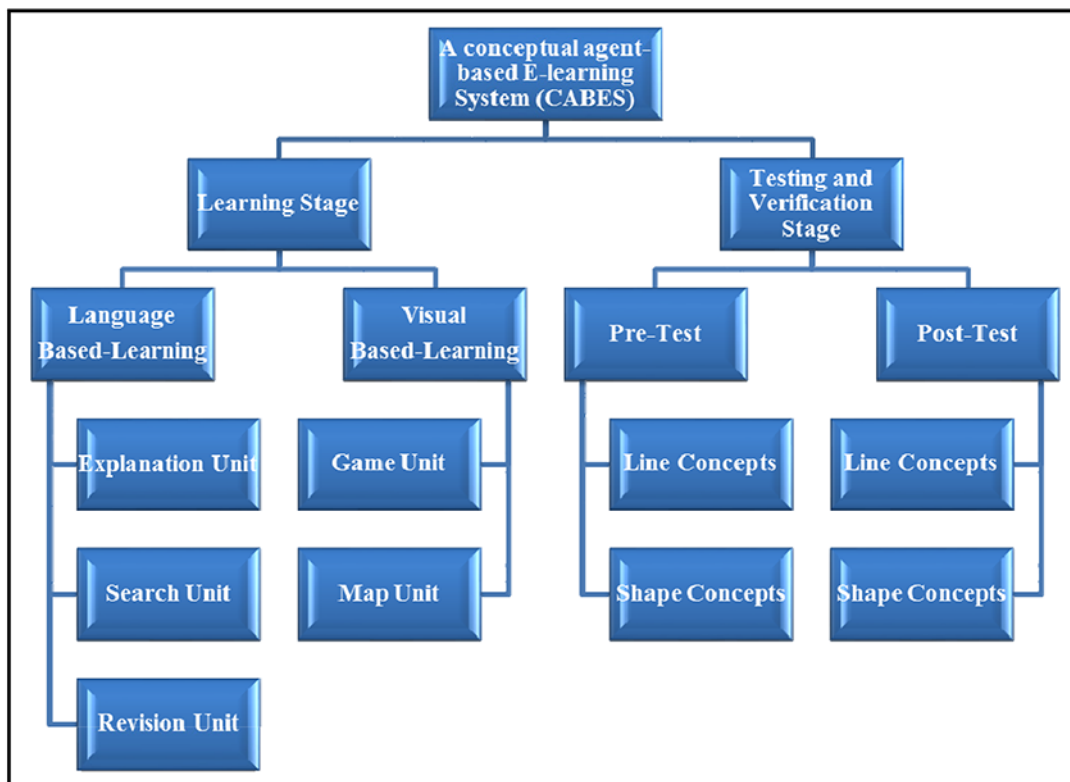 A conceptual agent-
based E-learning
System (CABES)
Learning Stage
Testing and
Verification
Stage
Language
Based-Learning
Visual
Based-Learning
Pre-Test
Post-Test
Explanation Unit
Game Unit
Line Concepts
Line Concepts
Search Unit
Map Unit
Shape Concepts
Shape Concepts
Revision Unit